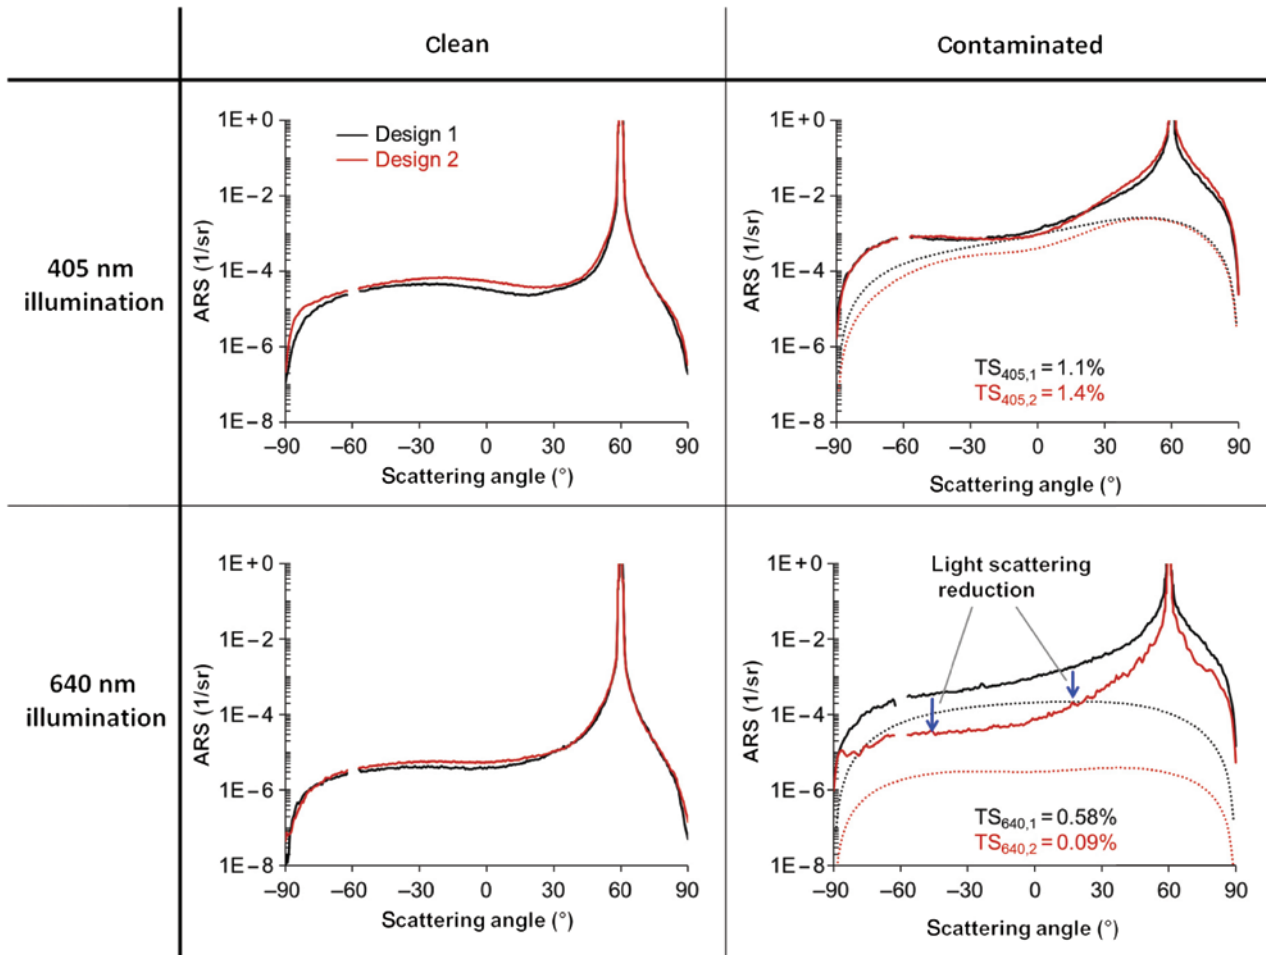 Clean
Contaminated
405 nm
illumination
ARS (1/sr)
1E+0
1E−2
1E−4
1E−6
1E−8
Design 1
Design 2
−90
−60
−30
0
30
60
90
Scattering angle (°)
ARS (1/sr)
1E+0
1E−2
1E−4
1E−6
1E−8
TS405,1 = 1.1%
TS405,2 = 1.4%
−90
−60
−30
0
30
60
90
Scattering angle (°)
640 nm
illumination
ARS (1/sr)
1E+0
1E−2
1E−4
1E−6
1E−8
−90
−60
−30
0
30
60
90
Scattering angle (°)
ARS (1/sr)
1E+0
1E−2
1E−4
1E−6
1E−8
Light scattering
reduction
TS640,1 = 0.58%
TS640,2 = 0.09%
−90
−60
−30
0
30
60
90
Scattering angle (°)